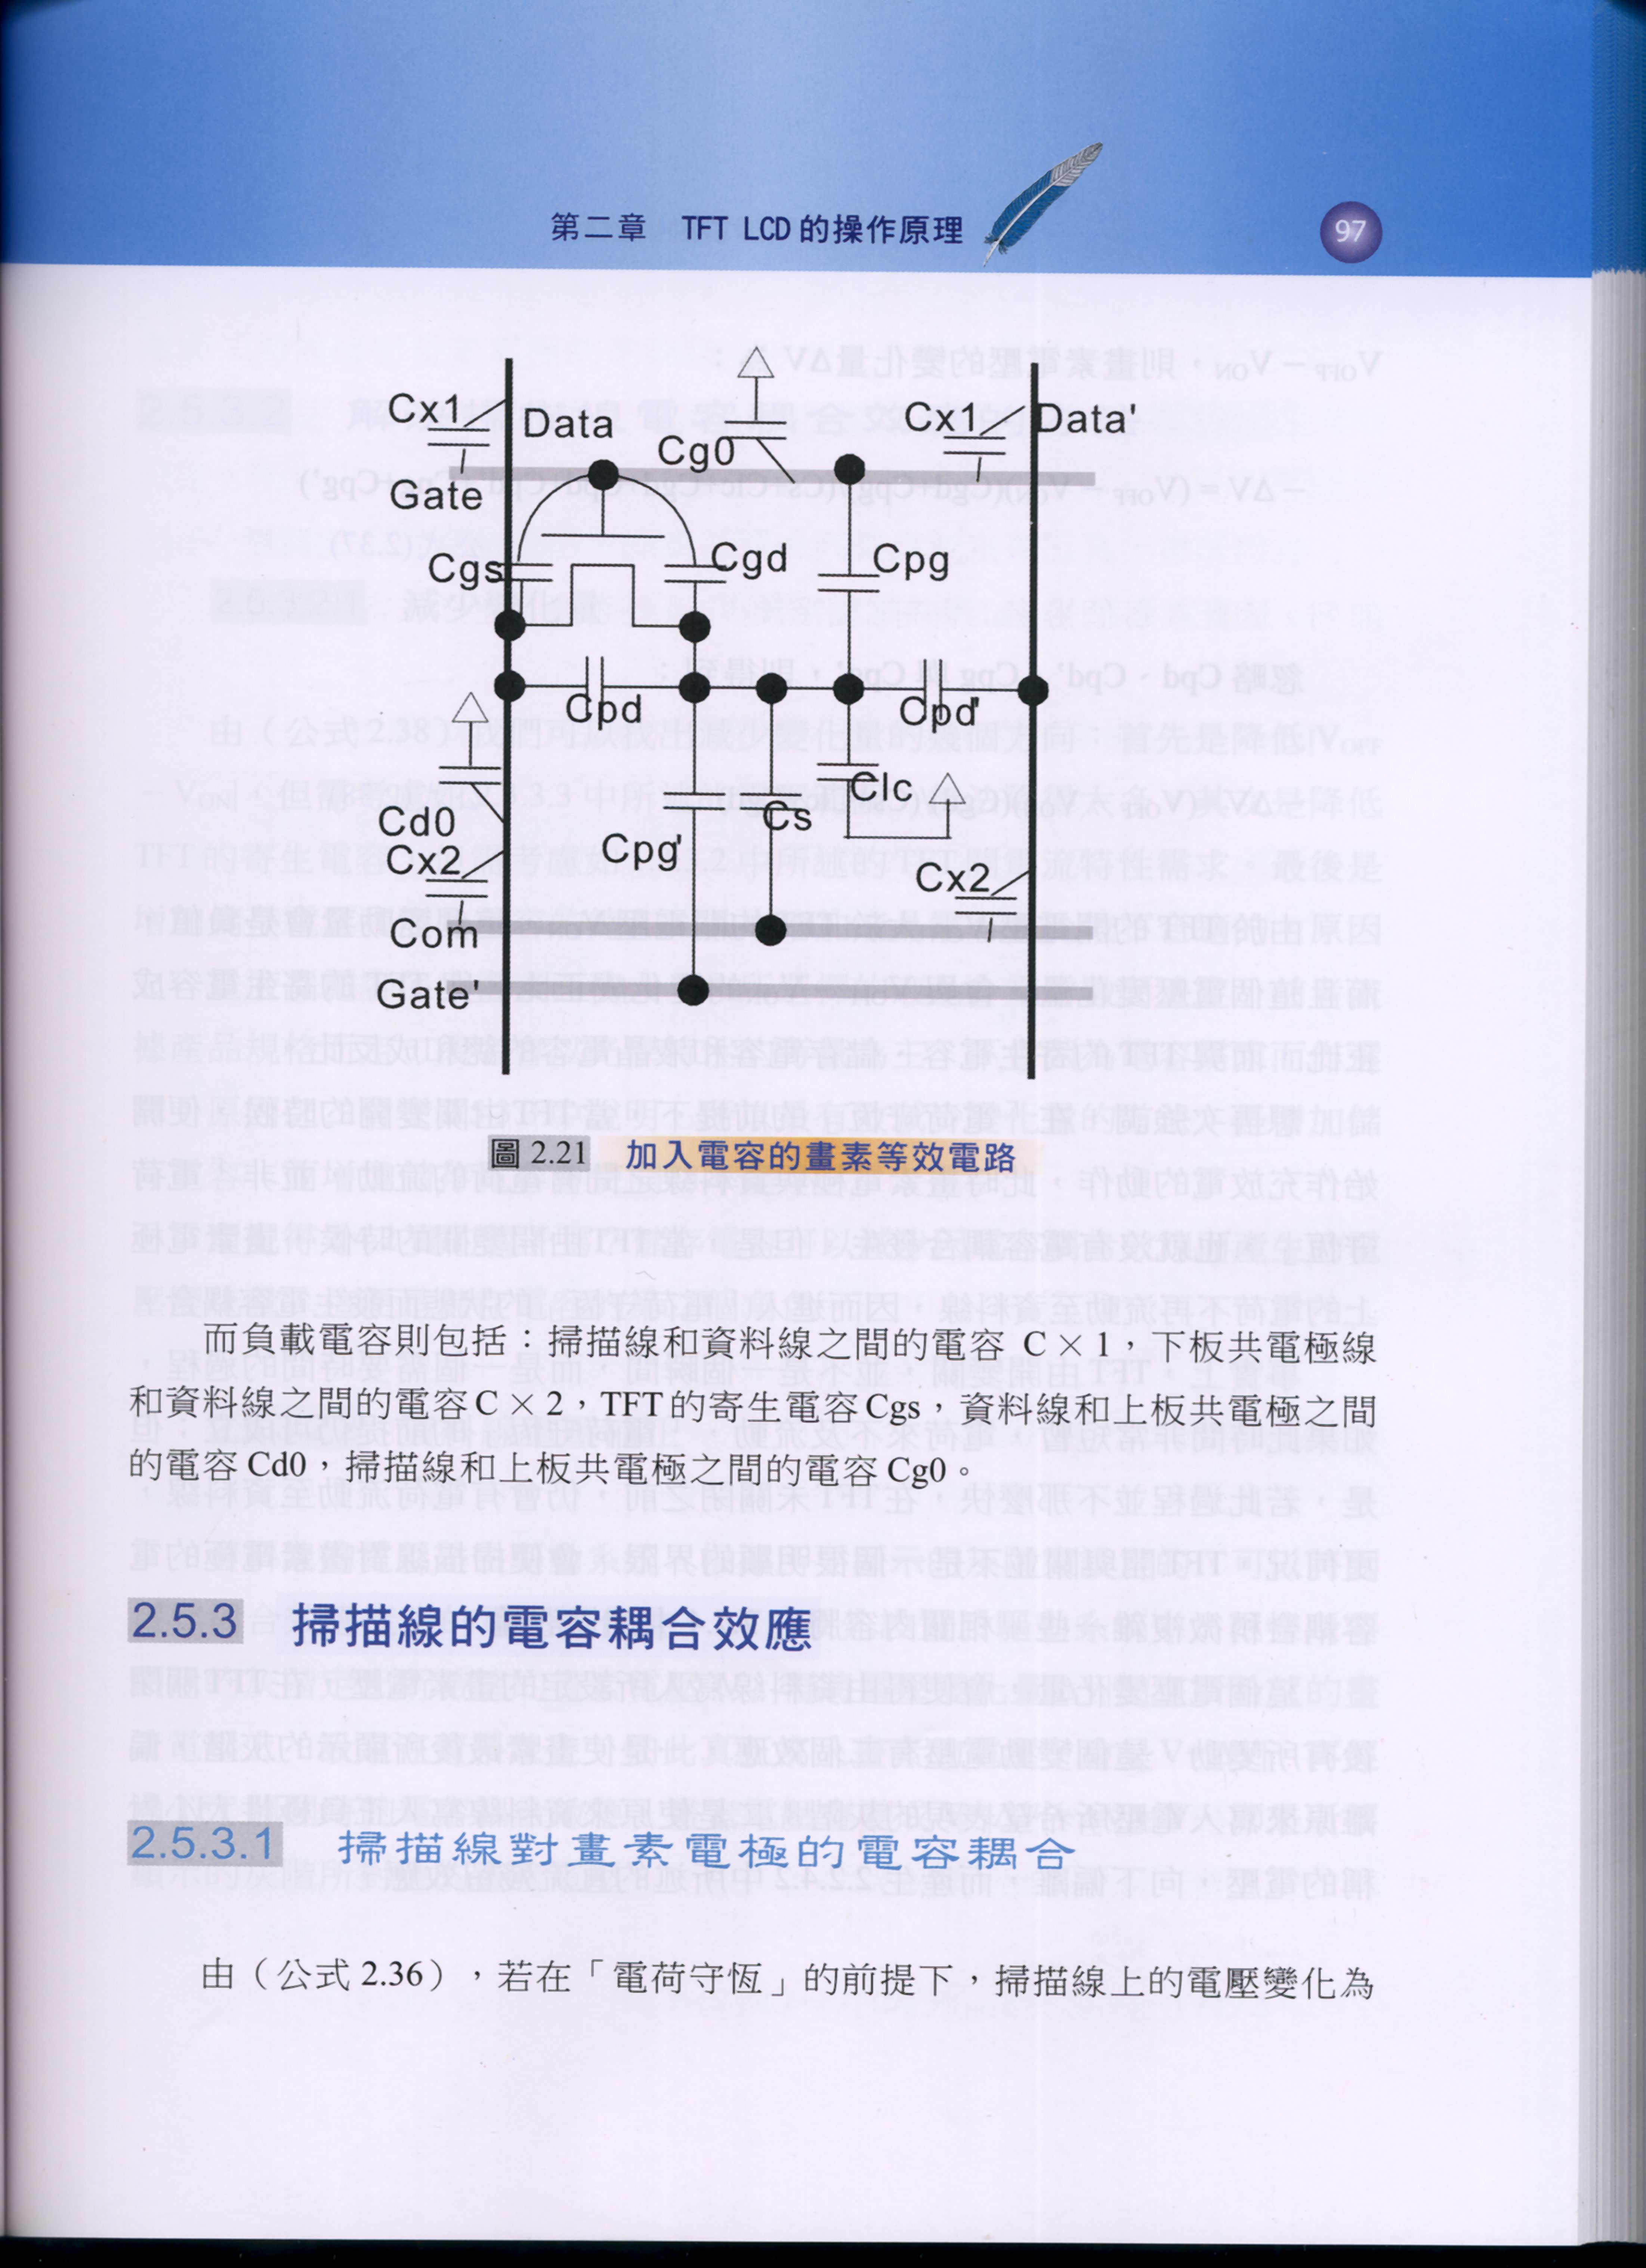 第二章 TFT LCD的操作原理
97
Cx1
Data
Cg0
Cx1
Data'
Gate
Cgs
Cgd
Cpg
Cpd
Cpd'
Cd0
Cpg'
Cs
Clc
Cx2
Cx2
Com
Gate'
圖 2.21 加入電容的畫素等效電路
而負載電容則包括：掃描線和資料線之間的電容 C × 1，下板共電極線
和資料線之間的電容 C × 2，TFT 的寄生電容 Cgs，資料線和上板共電極之間
的電容 Cd0，掃描線和上板共電極之間的電容 Cg0。
2.5.3 掃描線的電容耦合效應
2.5.3.1 掃描線對畫素電極的電容耦合
由（公式 2.36），若在「電荷守恆」的前提下，掃描線上的電壓變化為